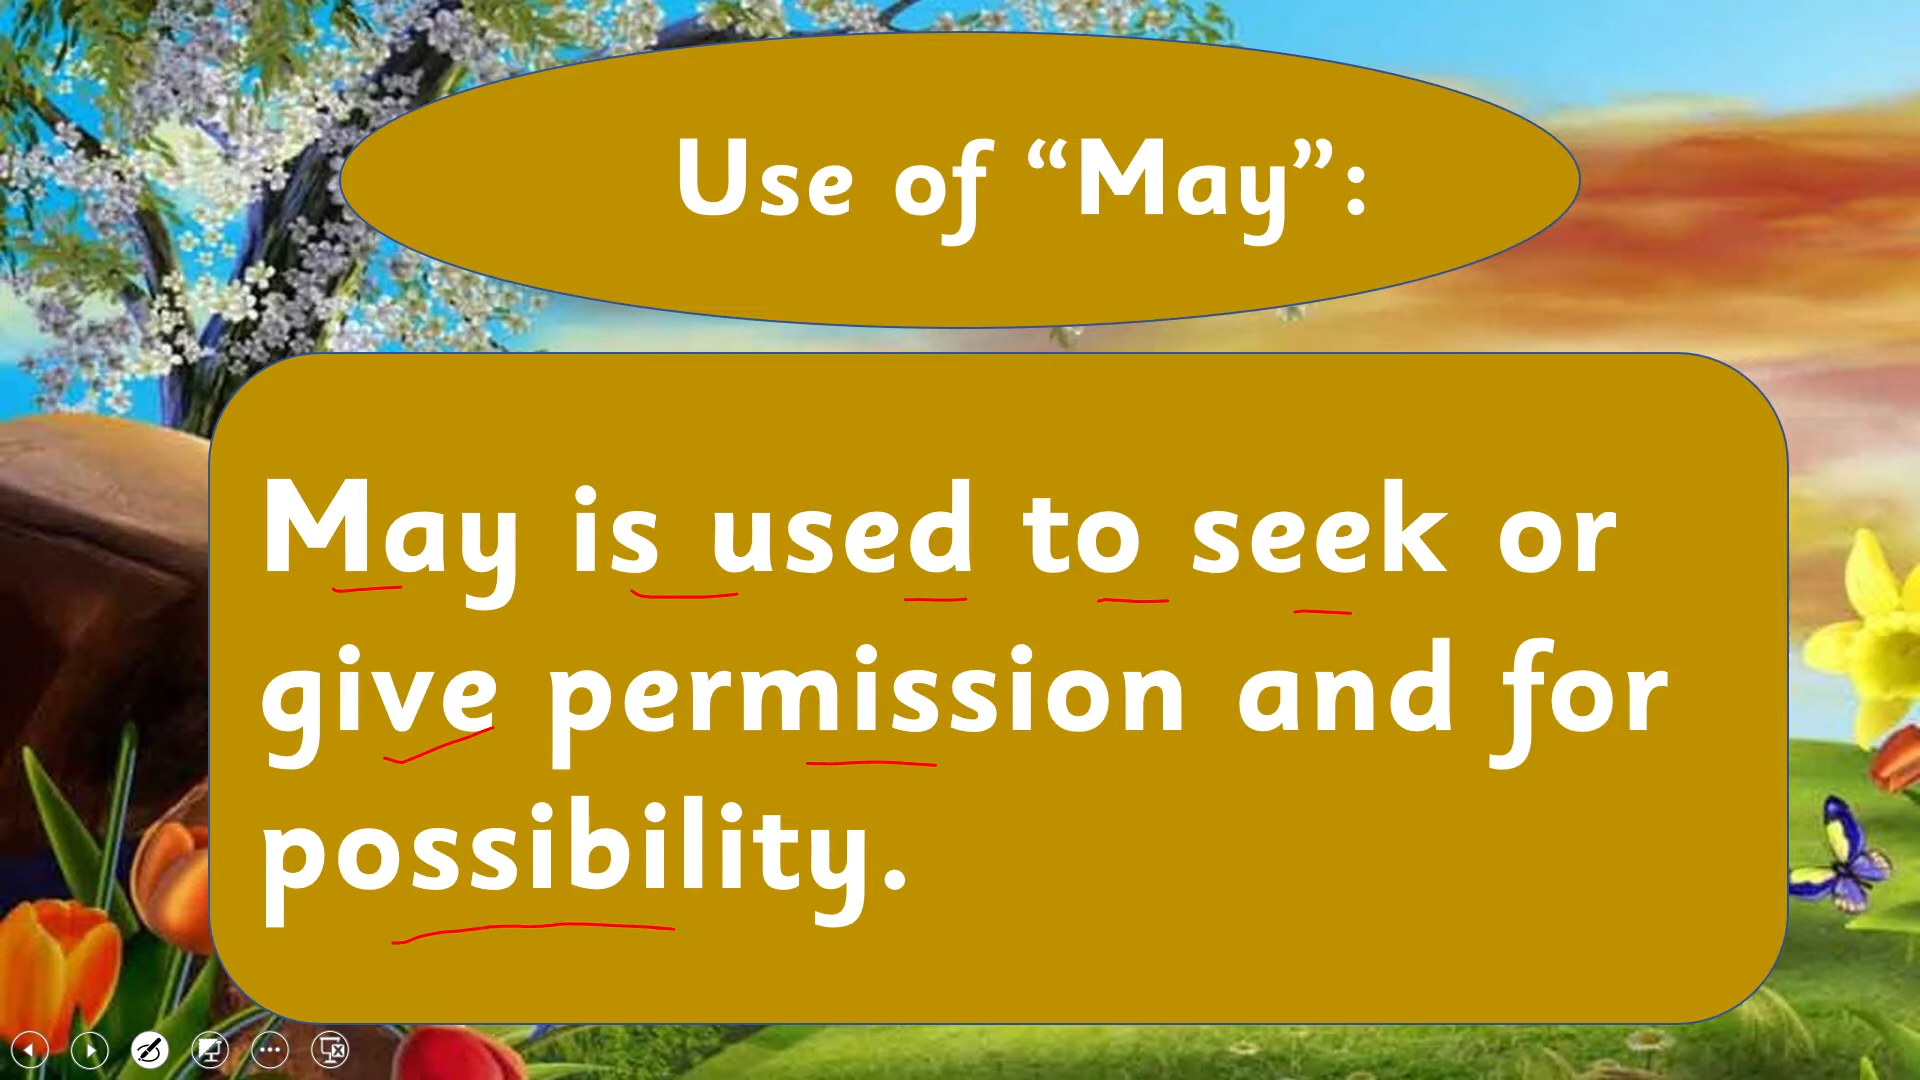 Use of “May”:
May is used to seek or
give permission and for
possibility.